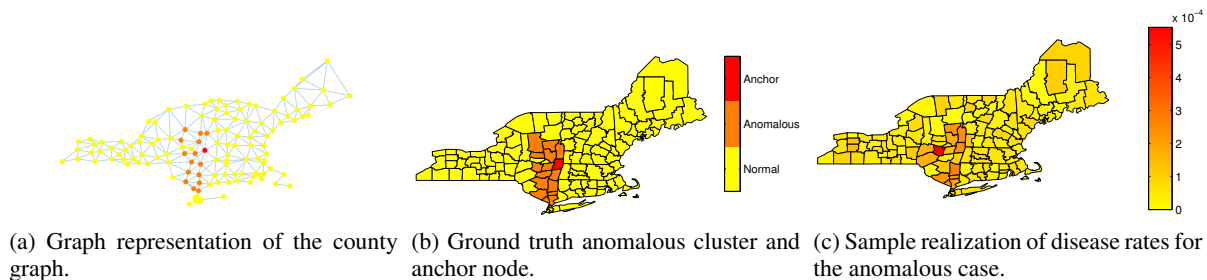 x 10⁻⁴
5
4
3
2
1
0
Anchor
Anomalous
Normal
(a) Graph representation of the county
graph.
(b) Ground truth anomalous cluster and
anchor node.
(c) Sample realization of disease rates for
the anomalous case.